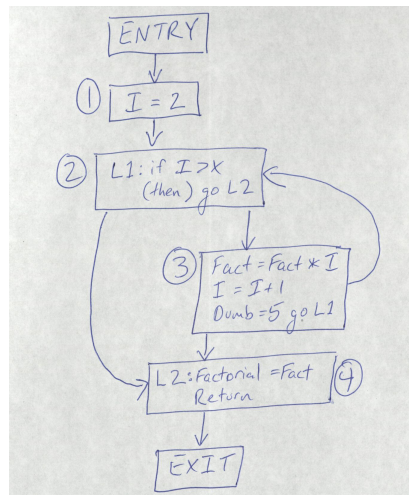 ENTRY
① I = 2
② L1: if I > X
(then) go L2
③ Fact = Fact * I
I = I + 1
Dumb = 5 go L1
L2: Factorial = Fact ④
Return
EXIT